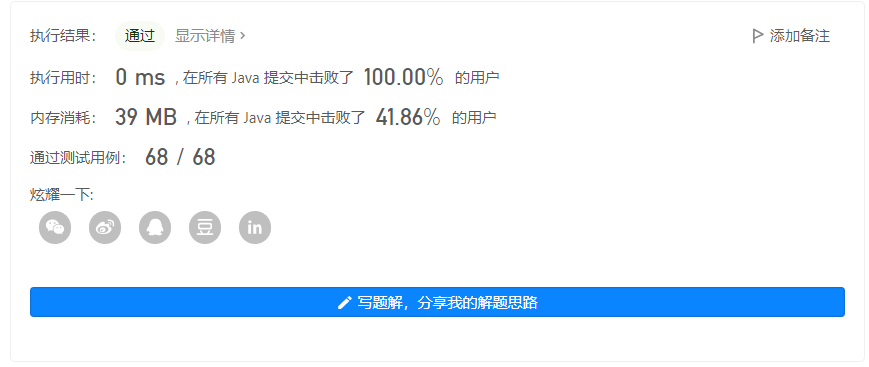 执行结果： 通过 显示详情 › 添加备注
执行用时： 0 ms , 在所有 Java 提交中击败了 100.00% 的用户
内存消耗： 39 MB , 在所有 Java 提交中击败了 41.86% 的用户
通过测试用例： 68 / 68
炫耀一下:
豆 in
写题解，分享我的解题思路